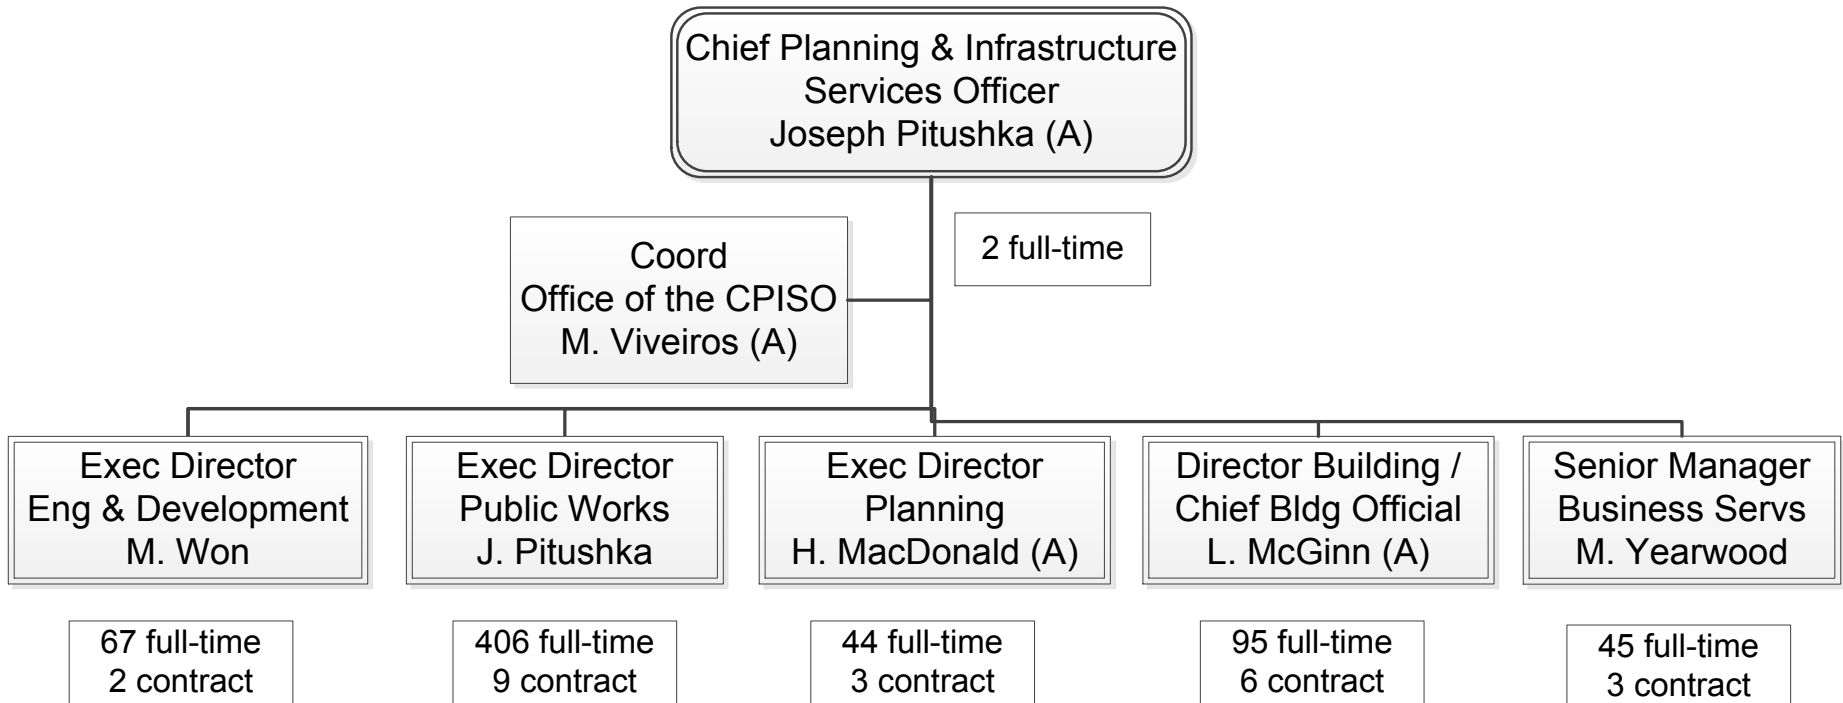 Chief Planning & Infrastructure
Services Officer
Joseph Pitushka (A)
2 full-time
Coord
Office of the CPISO
M. Viveiros (A)
Exec Director
Eng & Development
M. Won
Exec Director
Public Works
J. Pitushka
Exec Director
Planning
H. MacDonald (A)
Director Building /
Chief Bldg Official
L. McGinn (A)
Senior Manager
Business Servs
M. Yearwood
67 full-time
2 contract
406 full-time
9 contract
44 full-time
3 contract
95 full-time
6 contract
45 full-time
3 contract